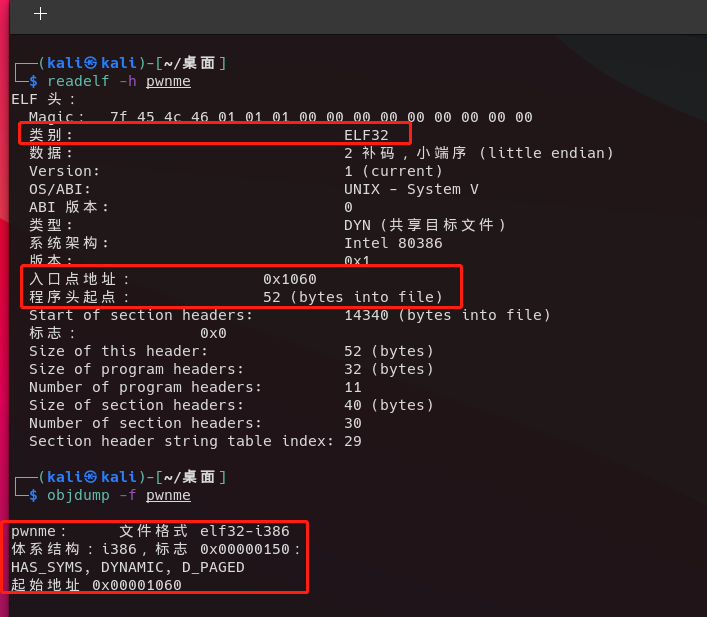 ┌──(kali㉿kali)-[~/桌面]
└─$ readelf -h pwnme
ELF 头:
Magic: 7f 45 4c 46 01 01 01 00 00 00 00 00 00 00 00 00
类别: ELF32
数据: 2 补码,小端序 (little endian)
Version: 1 (current)
OS/ABI: UNIX - System V
ABI 版本: 0
类型: DYN (共享目标文件)
系统架构: Intel 80386
版本: 0x1
入口点地址: 0x1060
程序头起点: 52 (bytes into file)
Start of section headers: 14340 (bytes into file)
标志: 0x0
Size of this header: 52 (bytes)
Size of program headers: 32 (bytes)
Number of program headers: 11
Size of section headers: 40 (bytes)
Number of section headers: 30
Section header string table index: 29
┌──(kali㉿kali)-[~/桌面]
└─$ objdump -f pwnme
pwnme: 文件格式 elf32-i386
体系结构:i386,标志 0x00000150:
HAS_SYMS, DYNAMIC, D_PAGED
起始地址 0x00001060